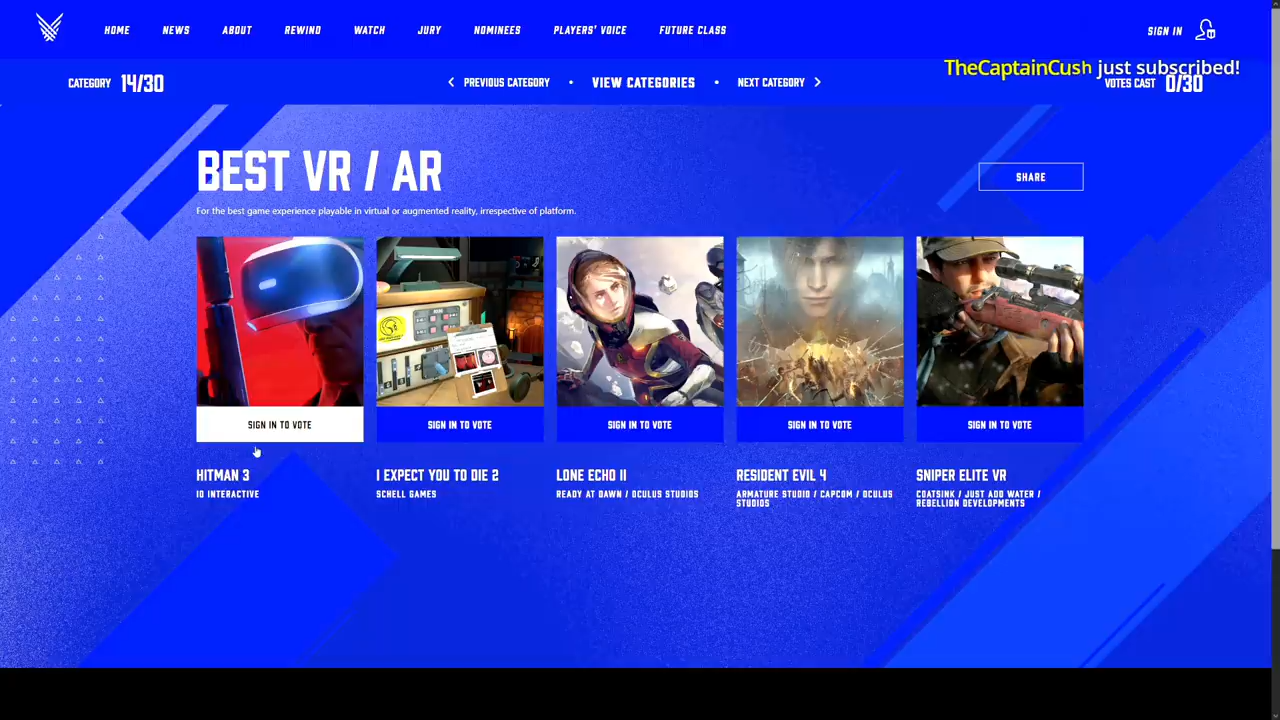 HOME NEWS ABOUT REWIND WATCH JURY NOMINEES PLAYERS' VOICE FUTURE CLASS SIGN IN
TheCaptainCush just subscribed!
CATEGORY 14/30 PREVIOUS CATEGORY • VIEW CATEGORIES • NEXT CATEGORY VOTES CAST 0/30
BEST VR / AR
SHARE
For the best game experience playable in virtual or augmented reality, irrespective of platform.
SIGN IN TO VOTE SIGN IN TO VOTE SIGN IN TO VOTE SIGN IN TO VOTE SIGN IN TO VOTE
HITMAN 3
IO INTERACTIVE
I EXPECT YOU TO DIE 2
SCHELL GAMES
LONE ECHO II
READY AT DAWN / OCULUS STUDIOS
RESIDENT EVIL 4
ARMATURE STUDIO / CAPCOM / OCULUS
STUDIOS
SNIPER ELITE VR
COATSINK / JUST ADD WATER /
REBELLION DEVELOPMENTS